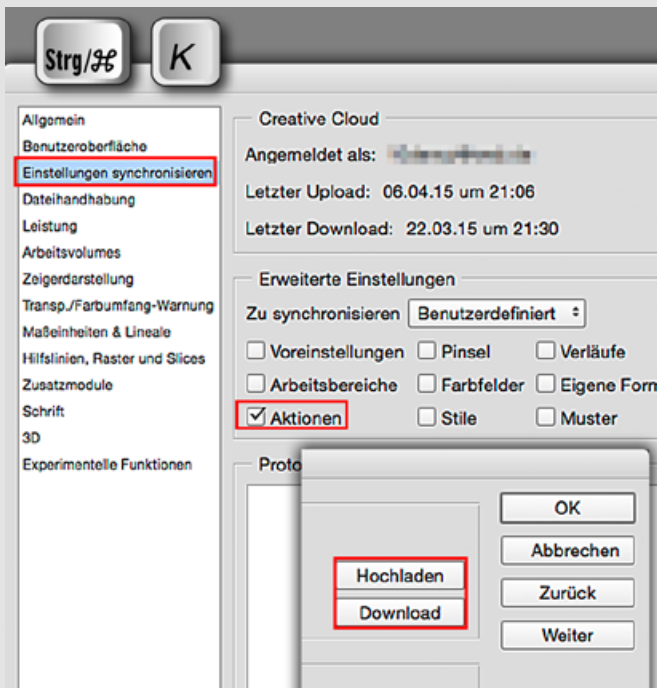 Strg/⌘ K
Allgemein
Benutzeroberfläche
Einstellungen synchronisieren
Dateihandhabung
Leistung
Arbeitsvolumes
Zeigerdarstellung
Transp./Farbumfang-Warnung
Maßeinheiten & Lineale
Hilfslinien, Raster und Slices
Zusatzmodule
Schrift
3D
Experimentelle Funktionen
Creative Cloud
Angemeldet als:
Letzter Upload: 06.04.15 um 21:06
Letzter Download: 22.03.15 um 21:30
Erweiterte Einstellungen
Zu synchronisieren Benutzerdefiniert
Voreinstellungen Pinsel Verläufe
Arbeitsbereiche Farbfelder Eigene Form
Aktionen Stile Muster
Proto
Hochladen
Download
OK
Abbrechen
Zurück
Weiter